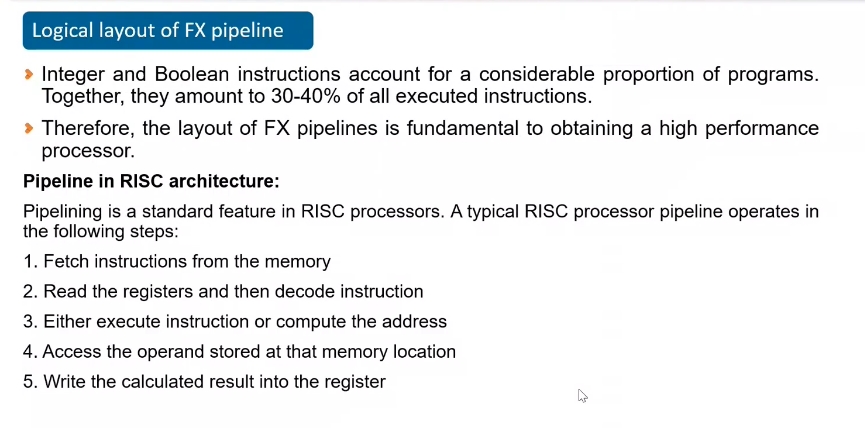 Logical layout of FX pipeline
Integer and Boolean instructions account for a considerable proportion of programs.
Together, they amount to 30-40% of all executed instructions.
Therefore, the layout of FX pipelines is fundamental to obtaining a high performance
processor.
Pipeline in RISC architecture:
Pipelining is a standard feature in RISC processors. A typical RISC processor pipeline operates in
the following steps:
1. Fetch instructions from the memory
2. Read the registers and then decode instruction
3. Either execute instruction or compute the address
4. Access the operand stored at that memory location
5. Write the calculated result into the register